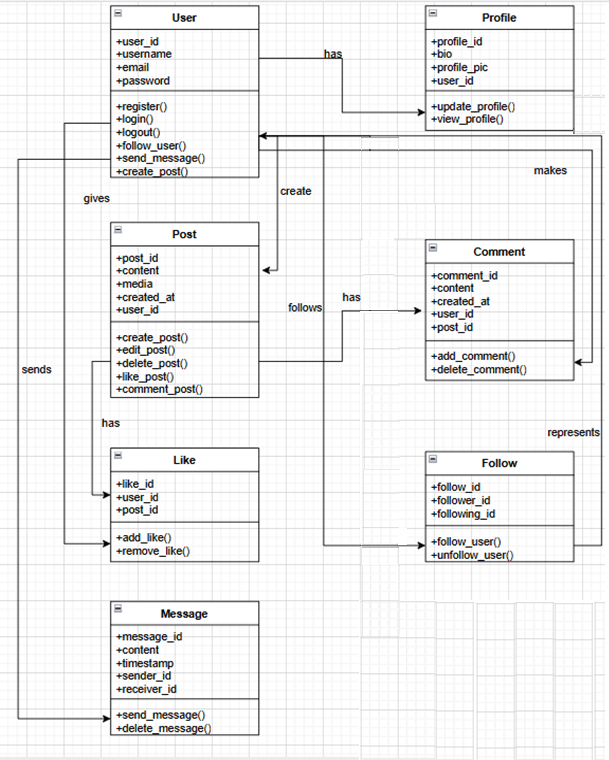 User
+user_id
+username
+email
+password
+register()
+login()
+logout()
+follow_user()
+send_message()
+create_post()
has
Profile
+profile_id
+bio
+profile_pic
+user_id
+update_profile()
+view_profile()
makes
gives
create
Post
+post_id
+content
+media
+created_at
+user_id
+create_post()
+edit_post()
+delete_post()
+like_post()
+comment_post()
follows
has
Comment
+comment_id
+content
+created_at
+user_id
+post_id
+add_comment()
+delete_comment()
sends
has
represents
Like
+like_id
+user_id
+post_id
+add_like()
+remove_like()
Follow
+follow_id
+follower_id
+following_id
+follow_user()
+unfollow_user()
Message
+message_id
+content
+timestamp
+sender_id
+receiver_id
+send_message()
+delete_message()